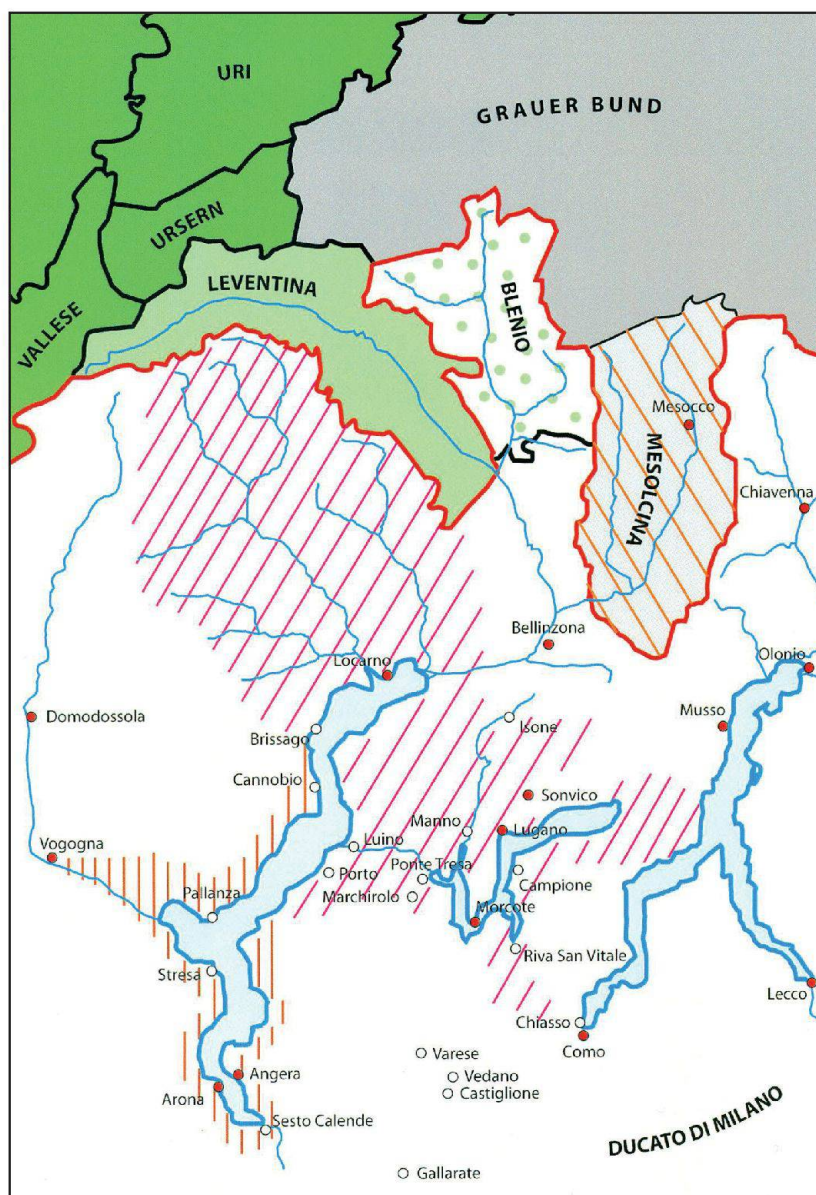 URI
GRAUER BUND
URSERN
LEVENTINA
VALLESE
BLENIO
Mesocco
MESOLCINA
Chiavenna
Bellinzona
Locarno
Olonio
Domodossola
Musso
Brissago
Isone
Cannobio
Sonvico
Manno
Lugano
Luino
Vogogna
Ponte Tresa
Porto
Campione
Marchirolo
Pallanza
Morcote
Riva San Vitale
Stresa
Lecco
Chiasso
Como
Varese
Angera
Vedano
Arona
Castiglione
Sesto Calende
DUCATO DI MILANO
Gallarate